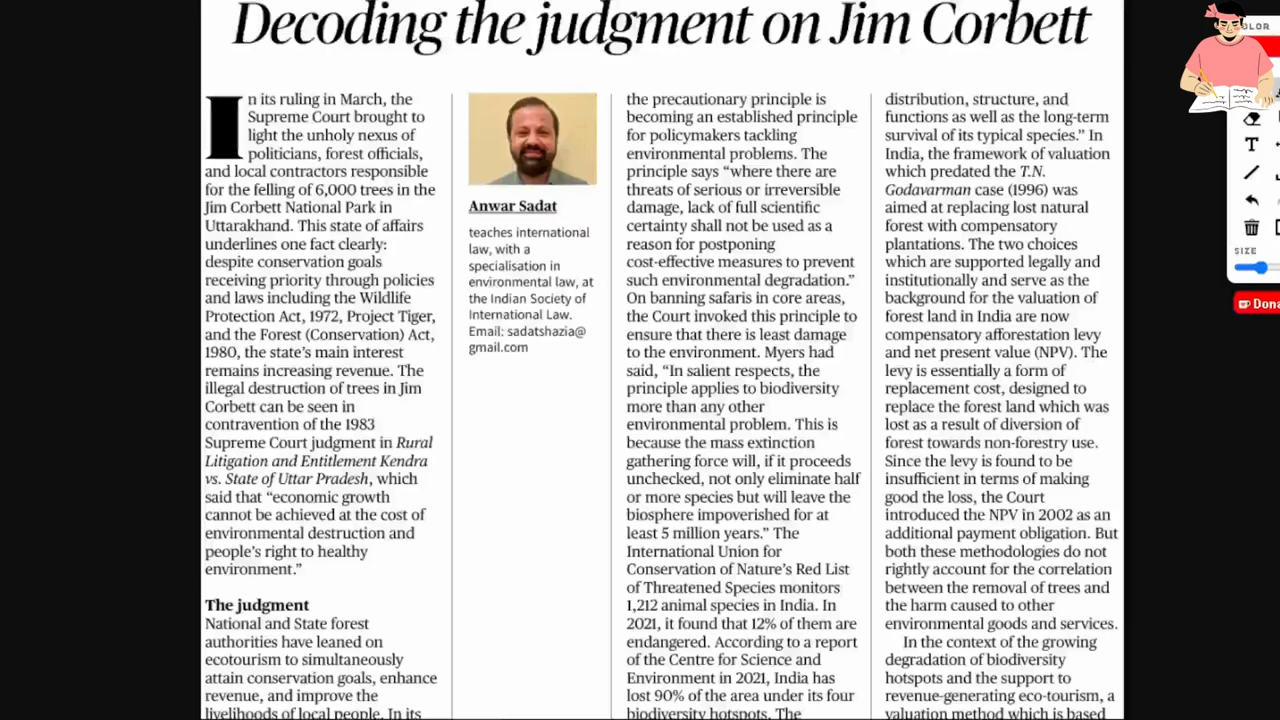 Decoding the judgment on Jim Corbett
In its ruling in March, the
Supreme Court brought to
light the unholy nexus of
politicians, forest officials,
and local contractors responsible
for the felling of 6,000 trees in the
Jim Corbett National Park in
Uttarakhand. This state of affairs
underlines one fact clearly:
despite conservation goals
receiving priority through policies
and laws including the Wildlife
Protection Act, 1972, Project Tiger,
and the Forest (Conservation) Act,
1980, the state’s main interest
remains increasing revenue. The
illegal destruction of trees in Jim
Corbett can be seen in
contravention of the 1983
Supreme Court judgment in Rural
Litigation and Entitlement Kendra
vs. State of Uttar Pradesh, which
said that “economic growth
cannot be achieved at the cost of
environmental destruction and
people’s right to healthy
environment.”
The judgment
National and State forest
authorities have leaned on
ecotourism to simultaneously
attain conservation goals, enhance
revenue, and improve the
livelihoods of local people. In its
Anwar Sadat
teaches international
law, with a
specialisation in
environmental law, at
the Indian Society of
International Law.
Email: sadatshazia@
gmail.com
the precautionary principle is
becoming an established principle
for policymakers tackling
environmental problems. The
principle says “where there are
threats of serious or irreversible
damage, lack of full scientific
certainty shall not be used as a
reason for postponing
cost-effective measures to prevent
such environmental degradation.”
On banning safaris in core areas,
the Court invoked this principle to
ensure that there is least damage
to the environment. Myers had
said, “In salient respects, the
principle applies to biodiversity
more than any other
environmental problem. This is
because the mass extinction
gathering force will, if it proceeds
unchecked, not only eliminate half
or more species but will leave the
biosphere impoverished for at
least 5 million years.” The
International Union for
Conservation of Nature’s Red List
of Threatened Species monitors
1,212 animal species in India. In
2021, it found that 12% of them are
endangered. According to a report
of the Centre for Science and
Environment in 2021, India has
lost 90% of the area under its four
biodiversity hotspots. The
distribution, structure, and
functions as well as the long-term
survival of its typical species.” In
India, the framework of valuation
which predated the T.N.
Godavarman case (1996) was
aimed at replacing lost natural
forest with compensatory
plantations. The two choices
which are supported legally and
institutionally and serve as the
background for the valuation of
forest land in India are now
compensatory afforestation levy
and net present value (NPV). The
levy is essentially a form of
replacement cost, designed to
replace the forest land which was
lost as a result of diversion of
forest towards non-forestry use.
Since the levy is found to be
insufficient in terms of making
good the loss, the Court
introduced the NPV in 2002 as an
additional payment obligation. But
both these methodologies do not
rightly account for the correlation
between the removal of trees and
the harm caused to other
environmental goods and services.
In the context of the growing
degradation of biodiversity
hotspots and the support to
revenue-generating eco-tourism, a
valuation method which is based
OLOR
T
SIZE
Dona